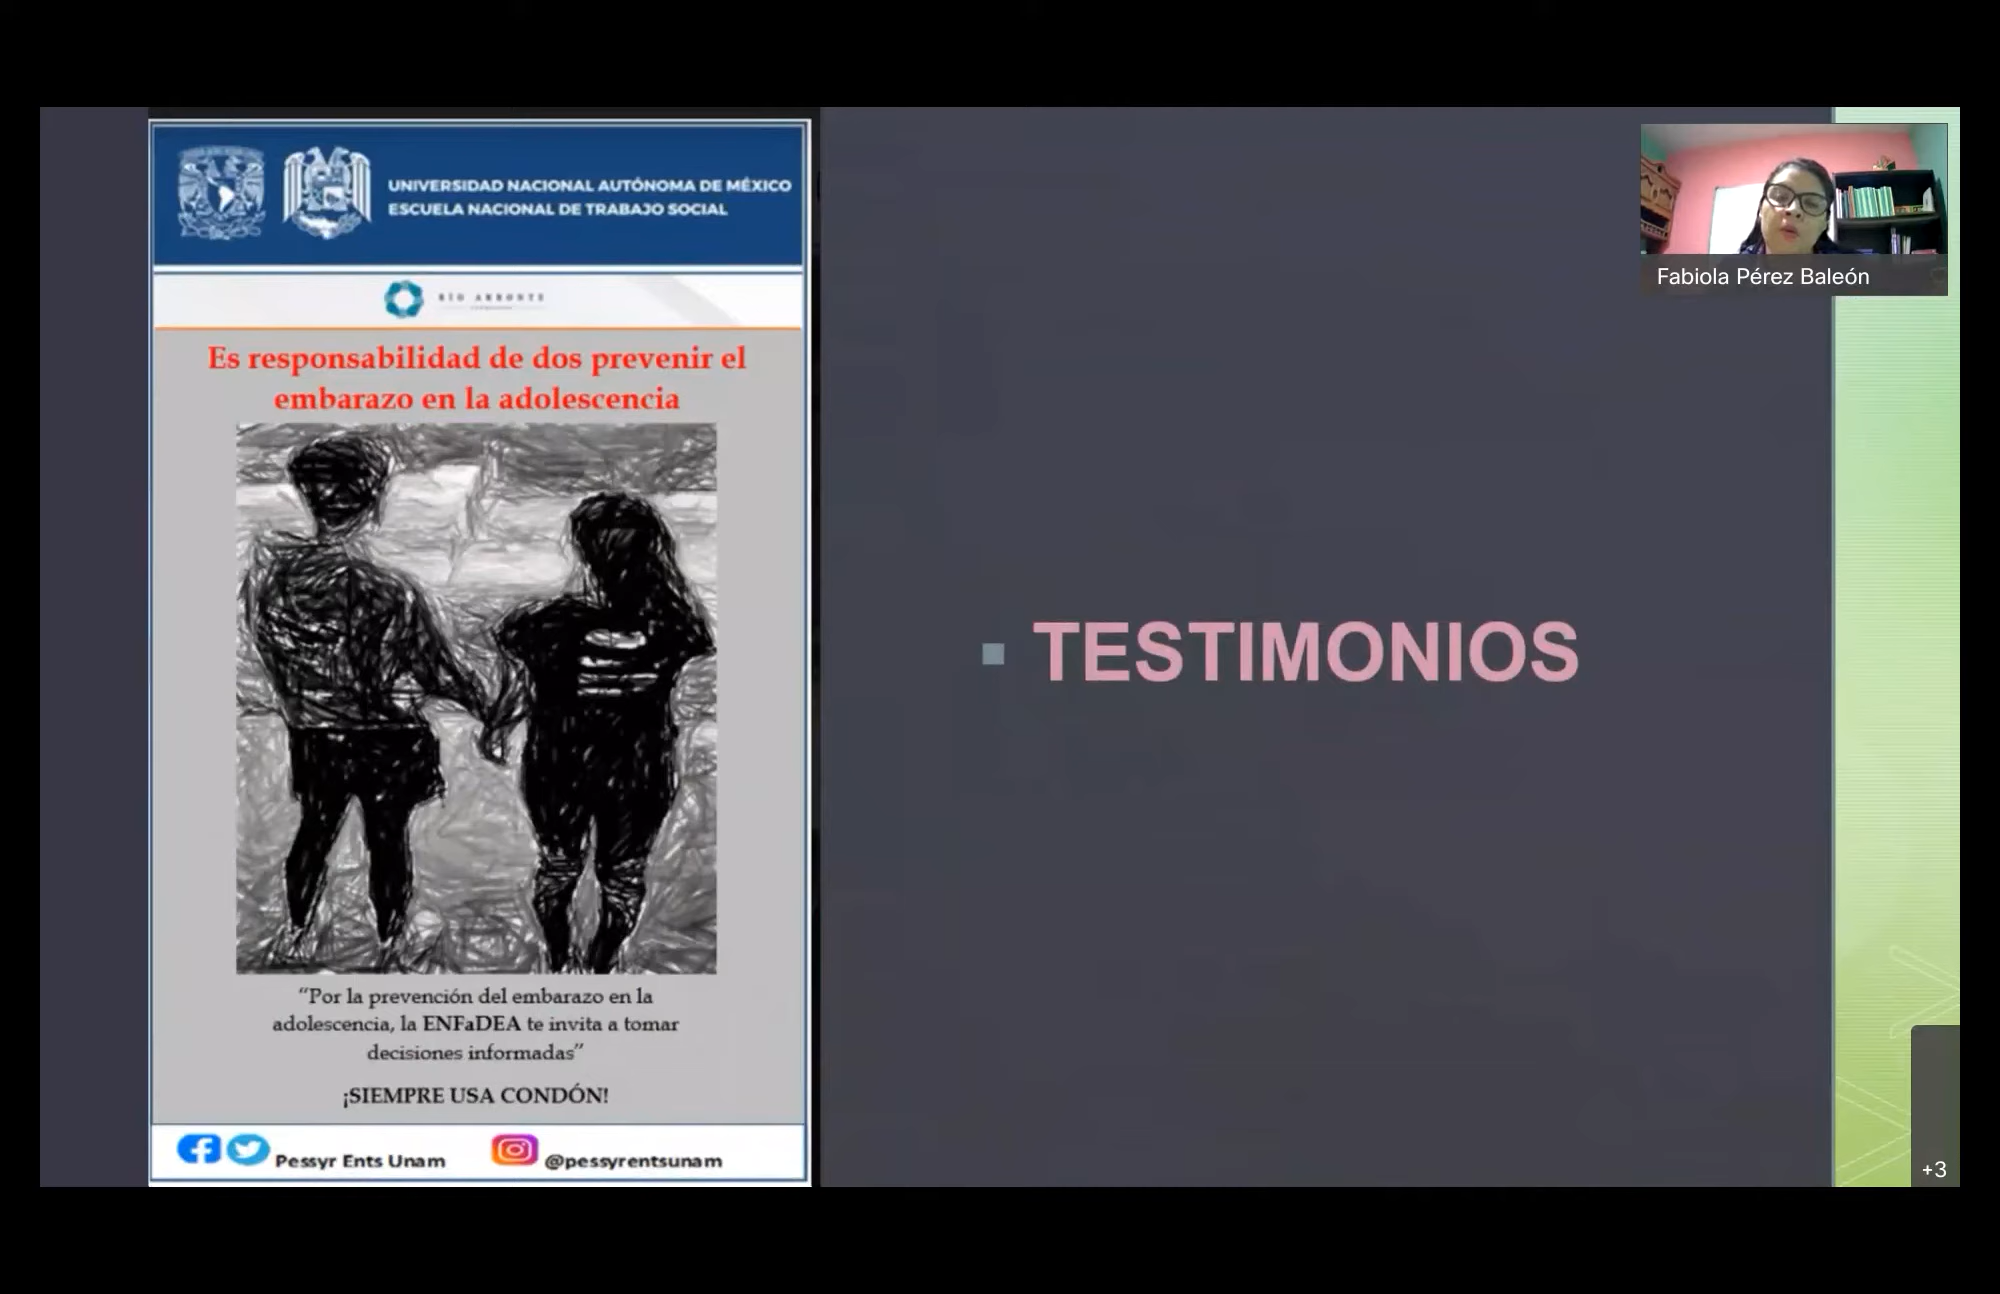 UNIVERSIDAD NACIONAL AUTÓNOMA DE MÉXICO
ESCUELA NACIONAL DE TRABAJO SOCIAL
RÍO ARRONTE
Es responsabilidad de dos prevenir el
embarazo en la adolescencia
“Por la prevención del embarazo en la
adolescencia, la ENFaDEA te invita a tomar
decisiones informadas”
¡SIEMPRE USA CONDÓN!
Pessyr Ents Unam
@pessyrentsunam
TESTIMONIOS
Fabiola Pérez Baleón
+3